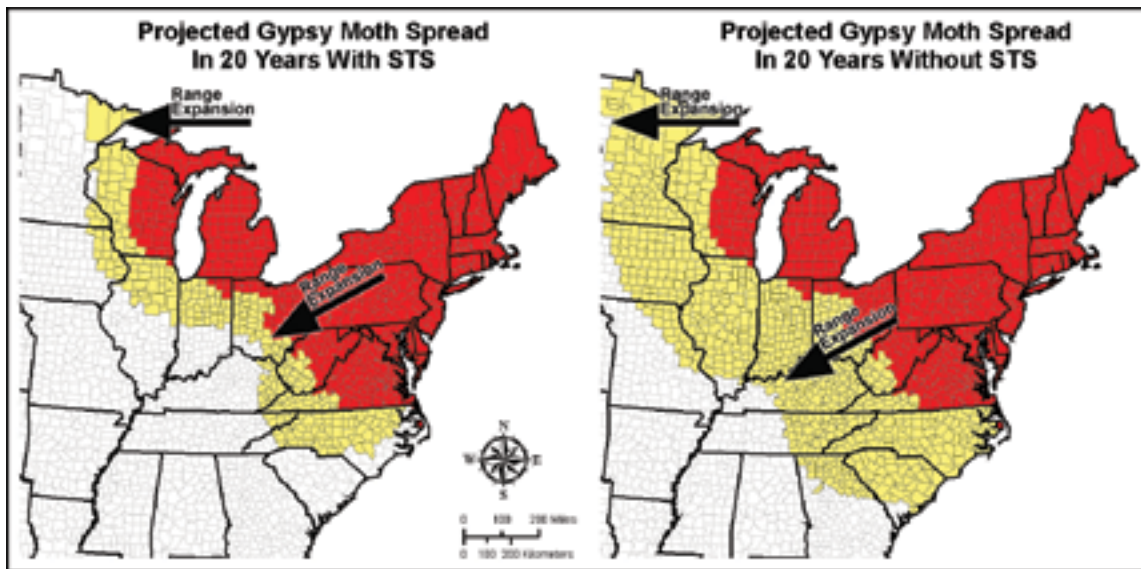 Projected Gypsy Moth Spread
In 20 Years With STS
Range
Expansion
Range
Expansion
N
W
E
S
0 100 200 Miles
0 100 200 Kilometers
Projected Gypsy Moth Spread
In 20 Years Without STS
Range
Expansion
Range
Expansion